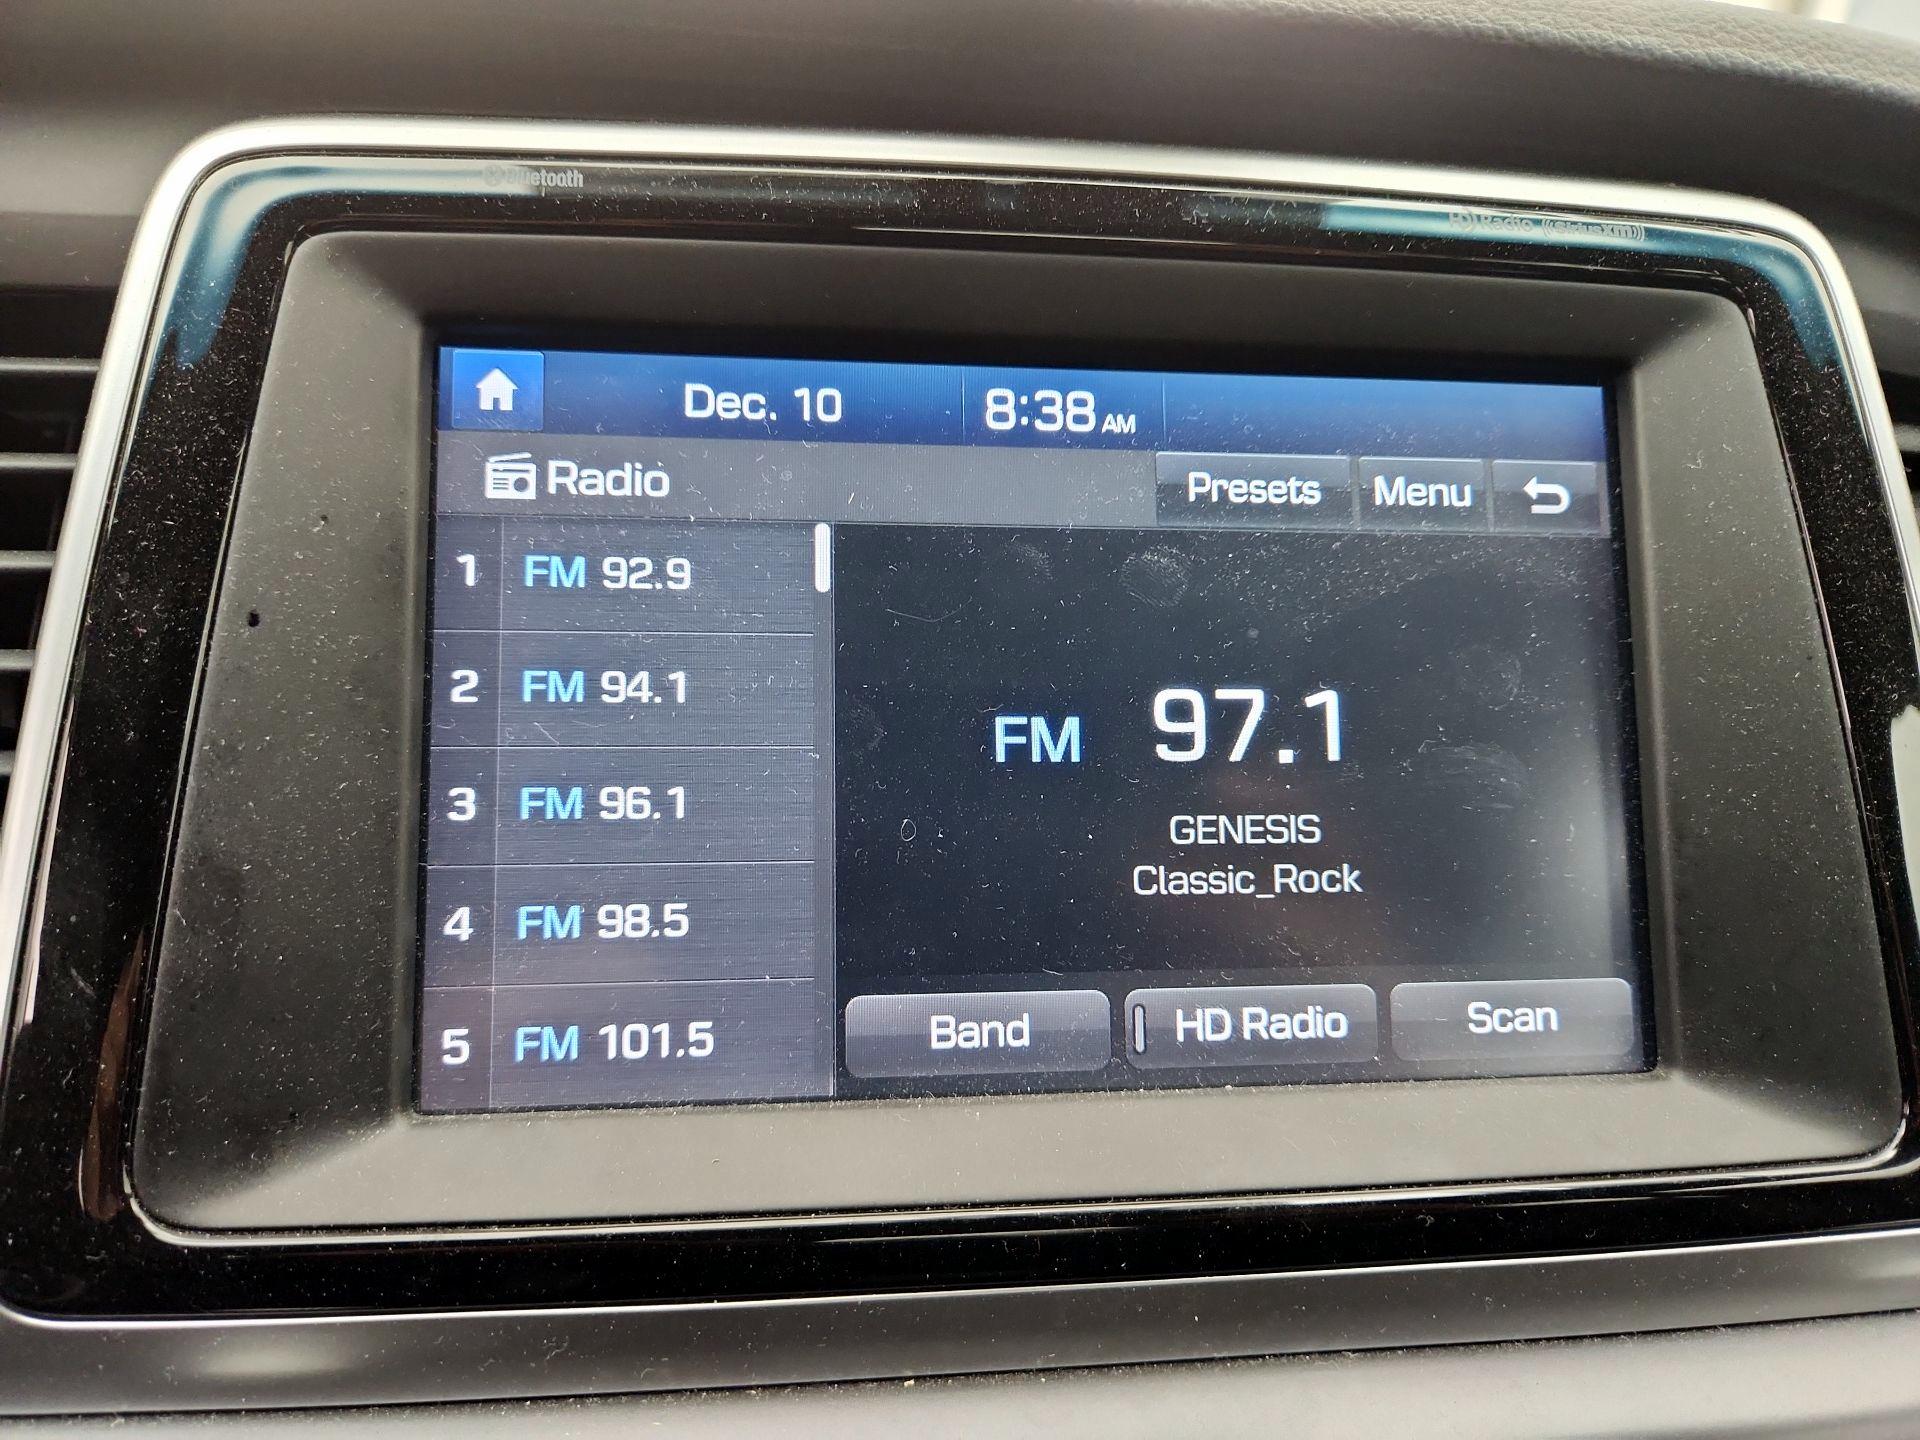 Bluetooth
HD Radio ((SiriusXM))
Dec. 10 8:38 AM
Radio Presets Menu
1 FM 92.9
2 FM 94.1
3 FM 96.1
4 FM 98.5
5 FM 101.5
FM 97.1
GENESIS
Classic_Rock
Band HD Radio Scan